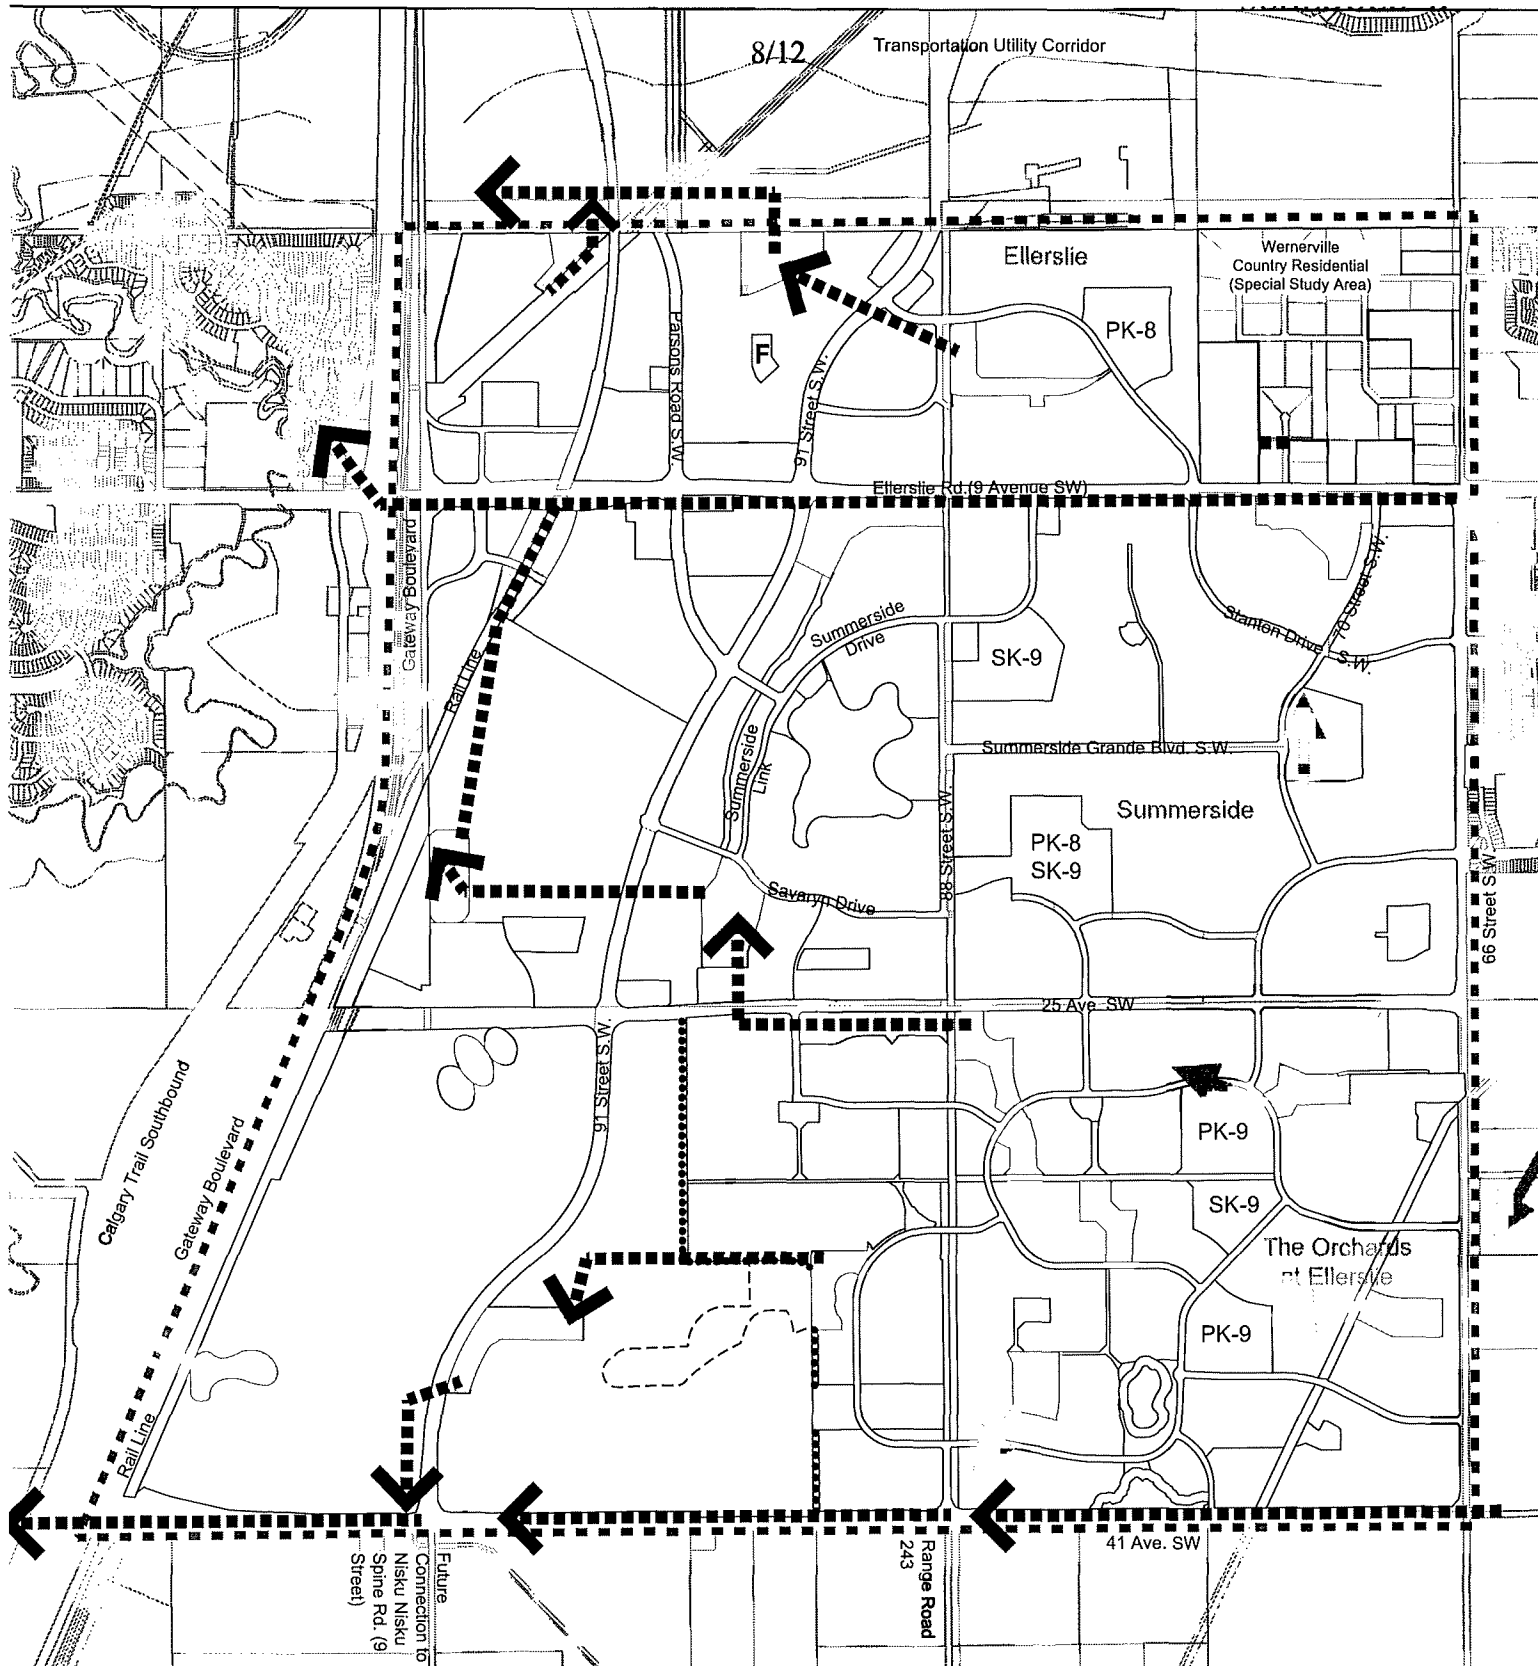 8/12
Transportation Utility Corridor
Ellerslie
Wernerville
Country Residential
(Special Study Area)
PK-8
F
Parsons Road S.W.
91 Street S.W.
Ellerslie Rd.(9 Avenue SW)
Gateway Boulevard
Rail Line
Summerside
Drive
SK-9
Stanton Drive S.W.
70 Street S.W.
Summerside
Link
Summerside Grande Blvd. S.W.
Summerside
88 Street S.W.
PK-8
SK-9
Savaryn Drive
66 Street S.W.
25 Ave SW
91 Street S.W.
Calgary Trail Southbound
Gateway Boulevard
PK-9
SK-9
The Orchards
at Ellerslie
PK-9
Rail Line
41 Ave. SW
Range Road
243
Future
Connection to
Nisku Nisku
Spine Rd. (9
Street)